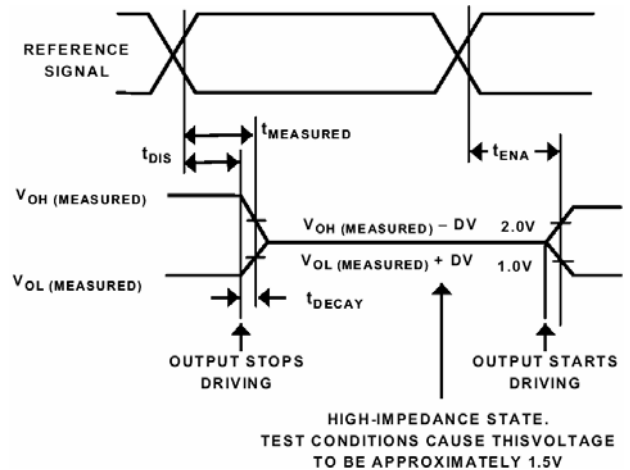 REFERENCE
SIGNAL
tMEASURED
tDIS
tENA
VOH (MEASURED)
VOH (MEASURED) – DV 2.0V
VOL (MEASURED) + DV 1.0V
VOL (MEASURED)
tDECAY
OUTPUT STOPS
DRIVING
OUTPUT STARTS
DRIVING
HIGH-IMPEDANCE STATE.
TEST CONDITIONS CAUSE THISVOLTAGE
TO BE APPROXIMATELY 1.5V